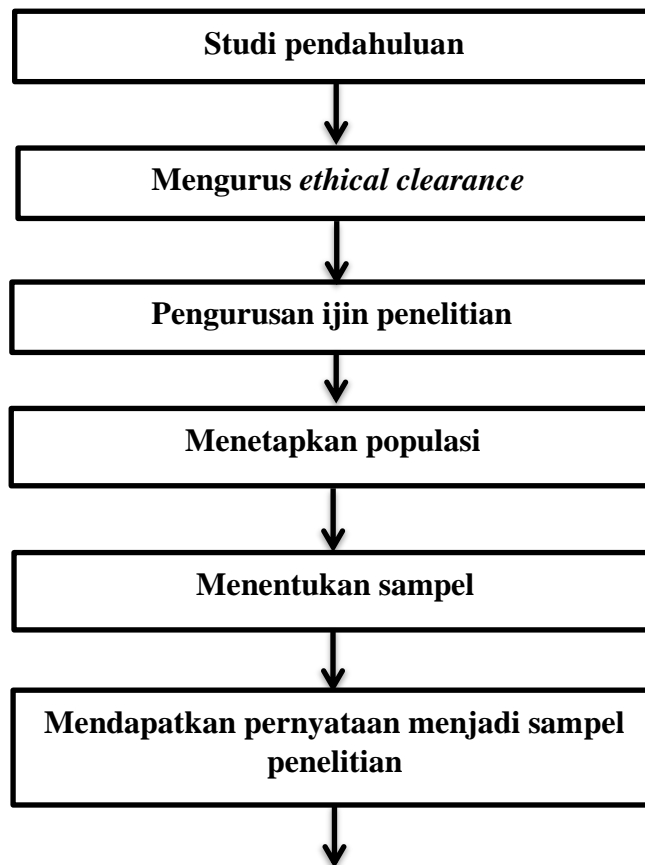 Studi pendahuluan
Mengurus ethical clearance
Pengurusan ijin penelitian
Menetapkan populasi
Menentukan sampel
Mendapatkan pernyataan menjadi sampel
penelitian